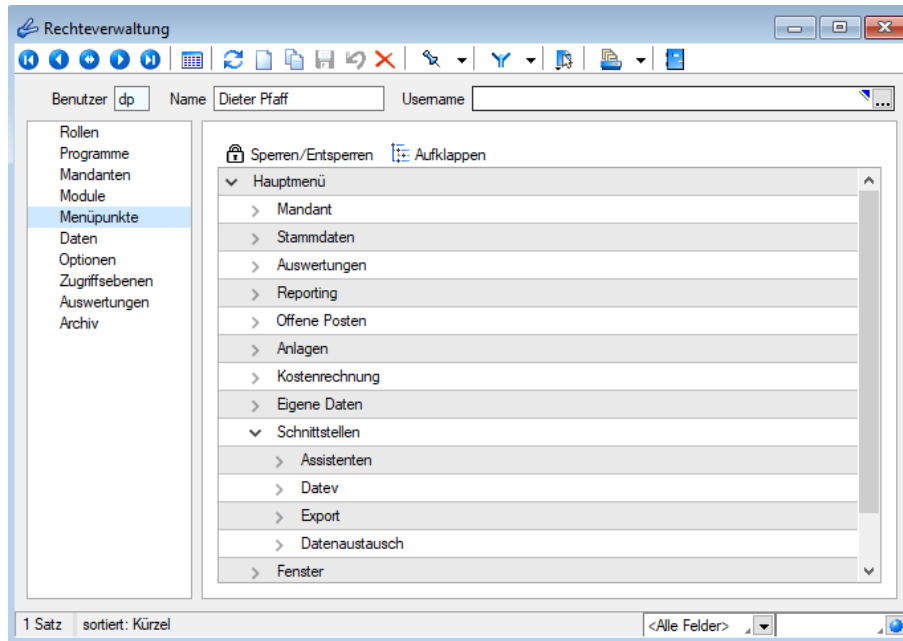 Rechteverwaltung
Benutzer dp Name Dieter Pfaff Username ...
Rollen
Programme
Mandanten
Module
Menüpunkte
Daten
Optionen
Zugriffsebenen
Auswertungen
Archiv
Sperren/Entsperren Aufklappen
Hauptmenü
Mandant
Stammdaten
Auswertungen
Reporting
Offene Posten
Anlagen
Kostenrechnung
Eigene Daten
Schnittstellen
Assistenten
Datev
Export
Datenaustausch
Fenster
1 Satz sortiert: Kürzel <Alle Felder>